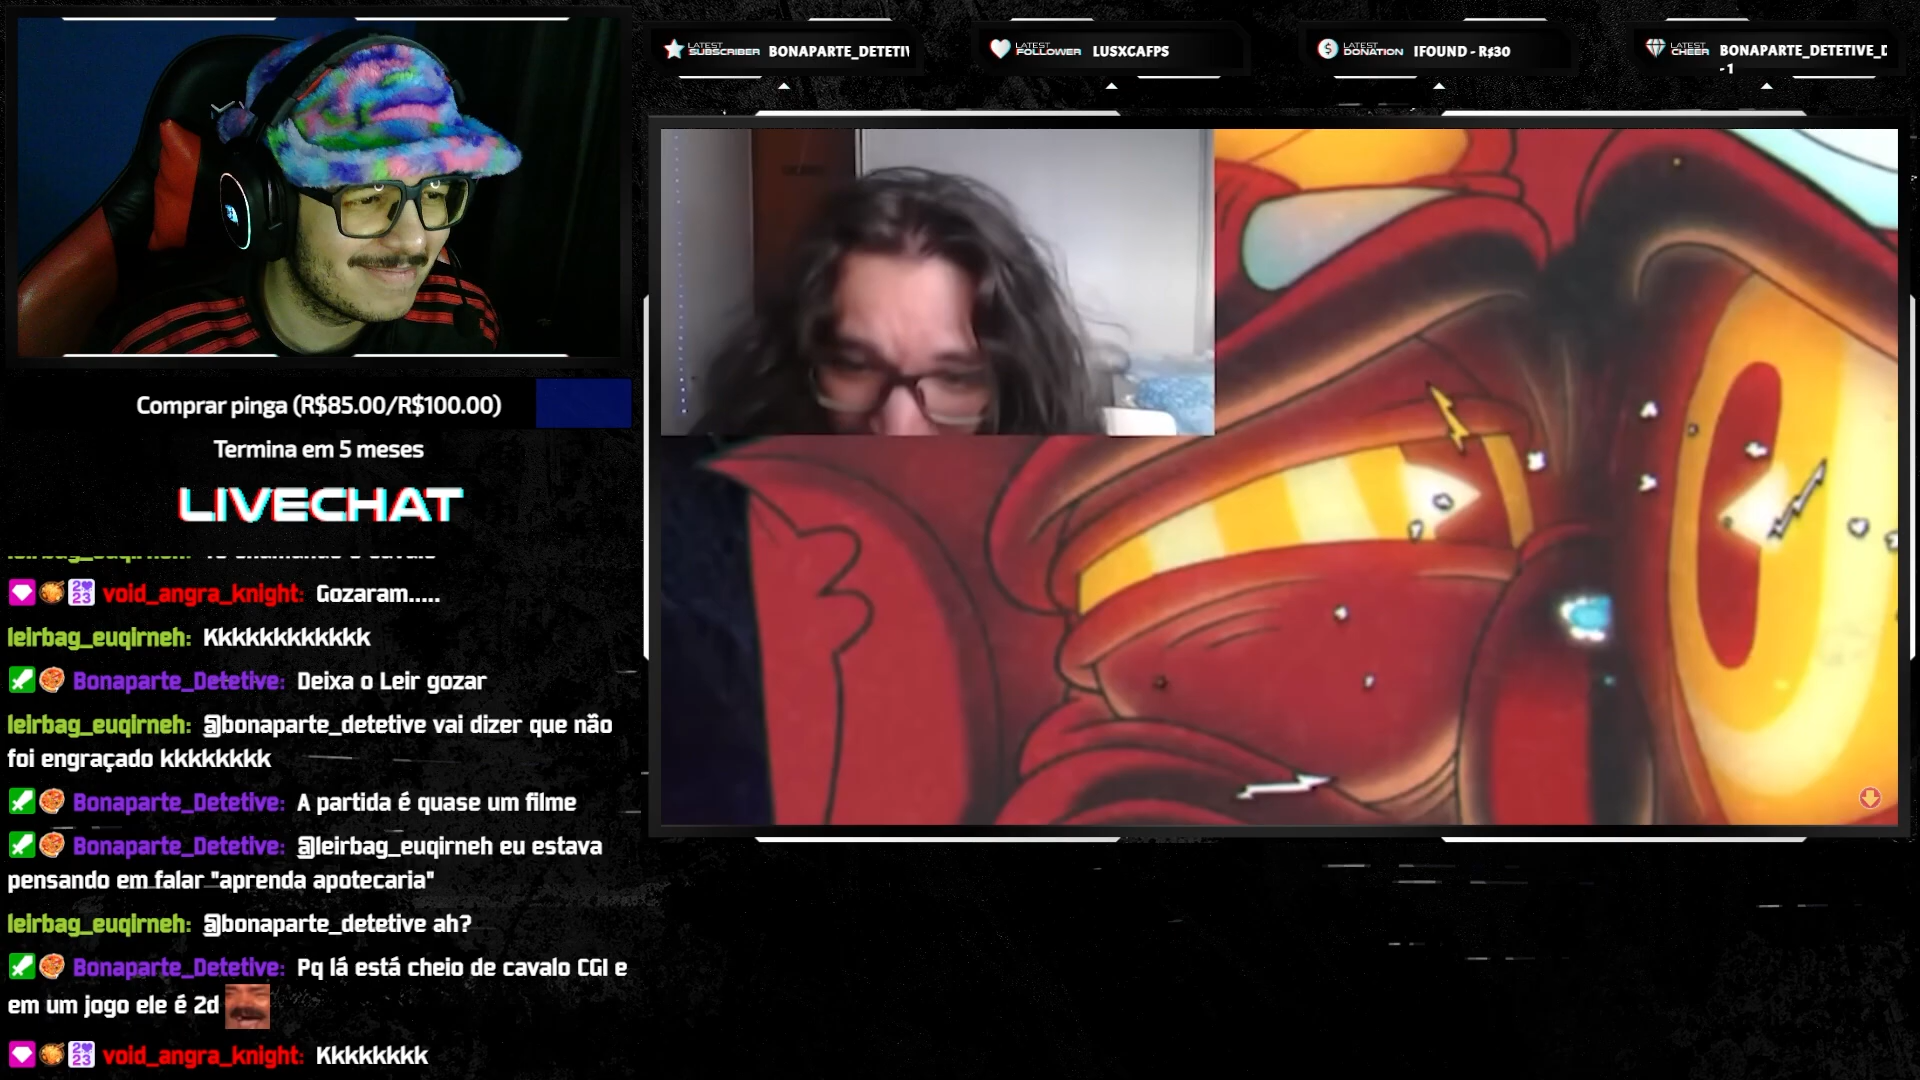 LATEST SUBSCRIBER BONAPARTE_DETETIV
LATEST FOLLOWER LUSXCAFPS
LATEST DONATION IFOUND - R$30
LATEST CHEER BONAPARTE_DETETIVE_D
- 1
Comprar pinga (R$85.00/R$100.00)
Termina em 5 meses
LIVECHAT
void_angra_knight: Gozaram.....
leirbag_euqirneh: Kkkkkkkkkkkkk
Bonaparte_Detetive: Deixa o Leir gozar
leirbag_euqirneh: @bonaparte_detetive vai dizer que não
foi engraçado kkkkkkkk
Bonaparte_Detetive: A partida é quase um filme
Bonaparte_Detetive: @leirbag_euqirneh eu estava
pensando em falar "aprenda apotecaria"
leirbag_euqirneh: @bonaparte_detetive ah?
Bonaparte_Detetive: Pq lá está cheio de cavalo CGI e
em um jogo ele é 2d
void_angra_knight: Kkkkkkkk